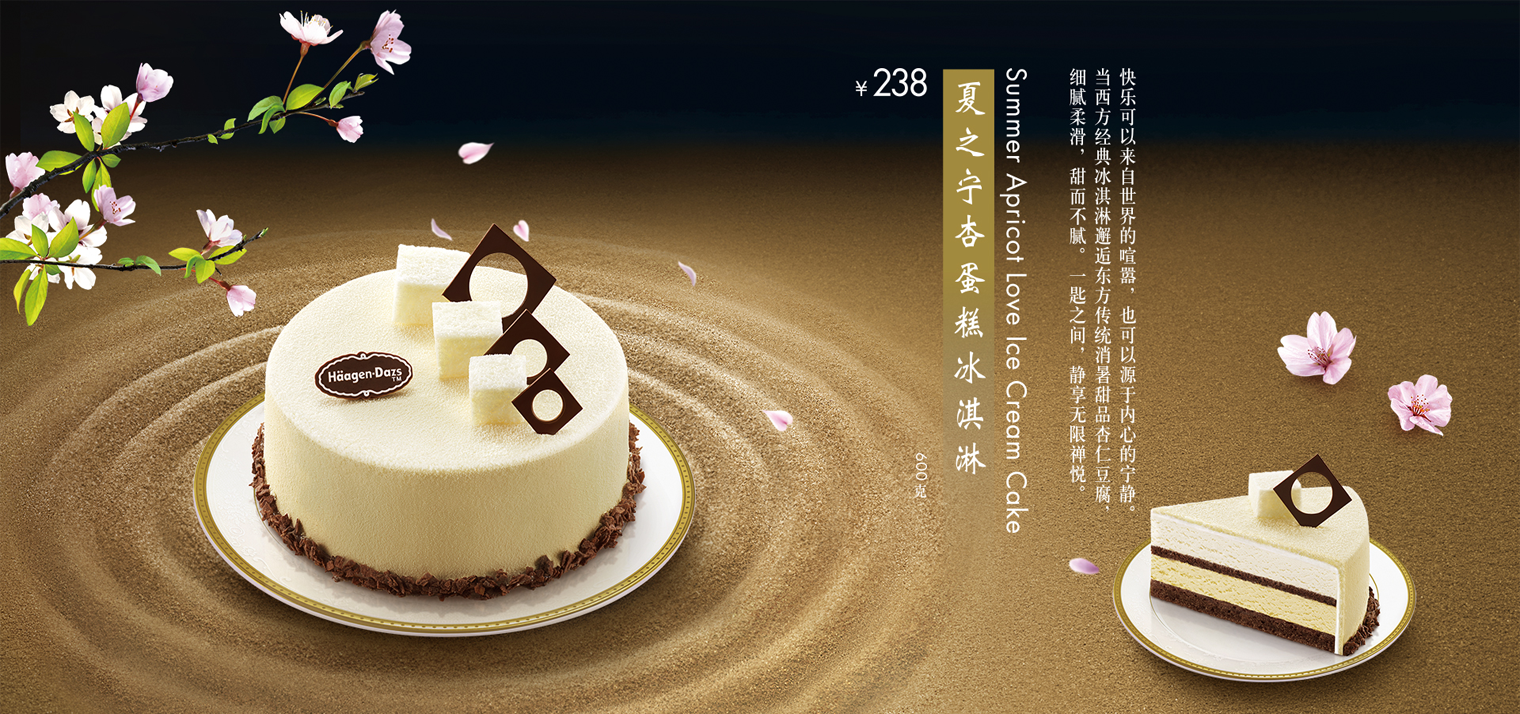 Häagen-Dazs
TM
¥238
夏之宁杏蛋糕冰淇淋
600克
Summer Apricot Love Ice Cream Cake
快乐可以来自世界的喧嚣，也可以源于内心的宁静。
当西方经典冰淇淋邂逅东方传统消暑甜品杏仁豆腐，
细腻柔滑，甜而不腻。一匙之间，静享无限禅悦。